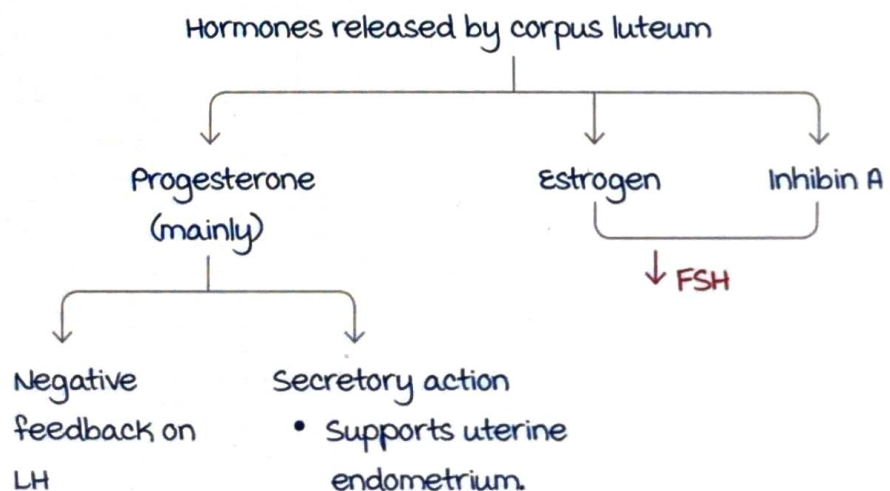 Hormones released by corpus luteum
Progesterone
(mainly)
Estrogen
Inhibin A
↓ FSH
Negative
feedback on
LH
Secretory action
• Supports uterine
endometrium.